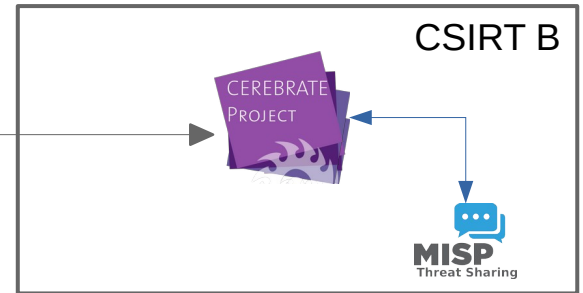 CSIRT B
CEREBRATE
PROJECT
MISP
Threat Sharing